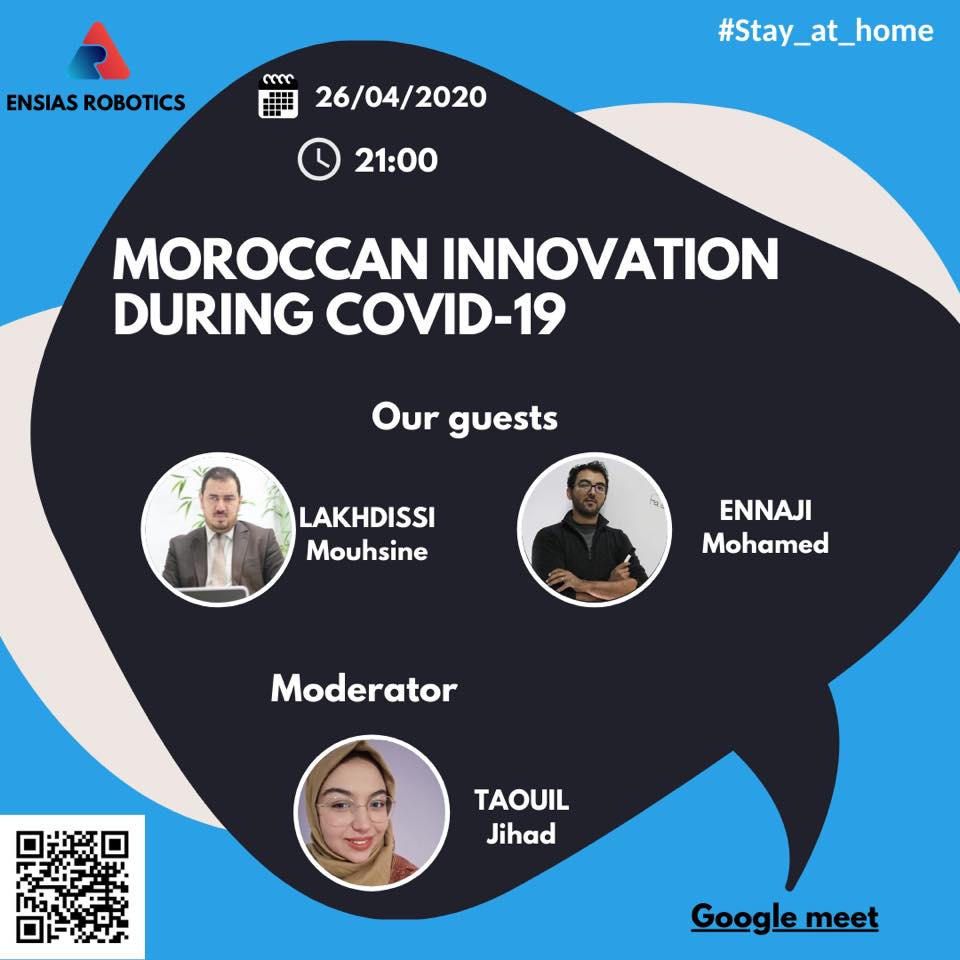 #Stay_at_home
ENSIAS ROBOTICS
26/04/2020
21:00
MOROCCAN INNOVATION
DURING COVID-19
Our guests
LAKHDISSI
Mouhsine
ENNAJI
Mohamed
Moderator
TAOUIL
Jihad
Google meet